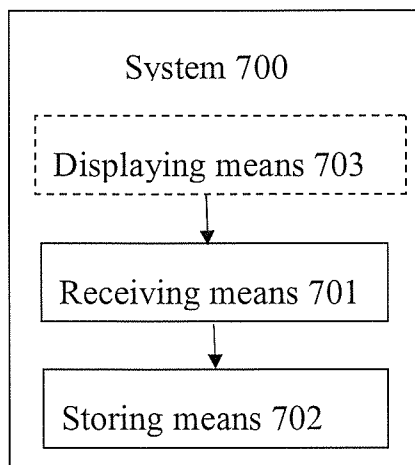 System 700
Displaying means 703
Receiving means 701
Storing means 702